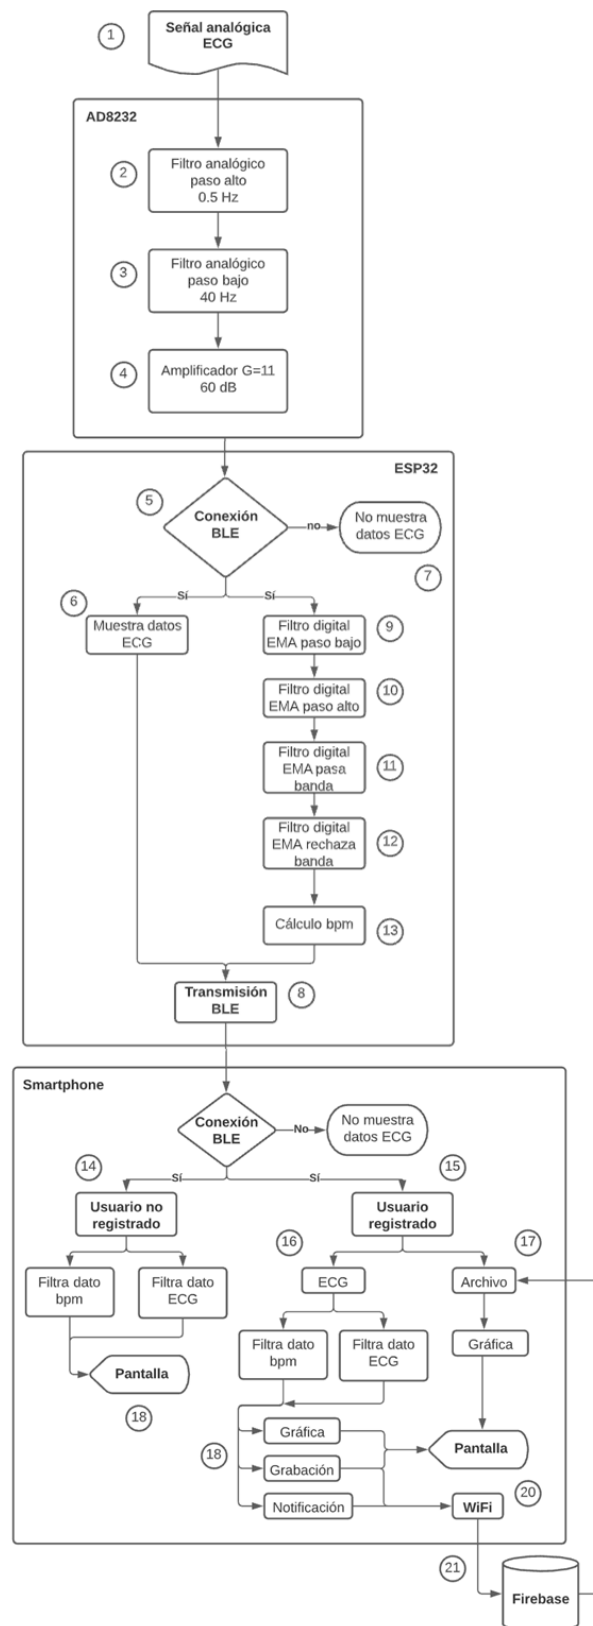 1
Señal analógica
ECG
AD8232
2
Filtro analógico
paso alto
0.5 Hz
3
Filtro analógico
paso bajo
40 Hz
4
Amplificador G=11
60 dB
ESP32
5
Conexión
BLE
no
No muestra
datos ECG
7
Sí
Sí
6
Muestra datos
ECG
Filtro digital
EMA paso bajo
9
Filtro digital
EMA paso alto
10
Filtro digital
EMA pasa
banda
11
Filtro digital
EMA rechaza
banda
12
Cálculo bpm
13
Transmisión
BLE
8
Smartphone
Conexión
BLE
No
No muestra
datos ECG
14
15
Sí
Sí
Usuario no
registrado
Usuario
registrado
16
17
Filtra dato
bpm
Filtra dato
ECG
ECG
Archivo
Filtra dato
bpm
Filtra dato
ECG
Gráfica
Pantalla
18
Gráfica
18
Grabación
Notificación
Pantalla
20
WiFi
21
Firebase